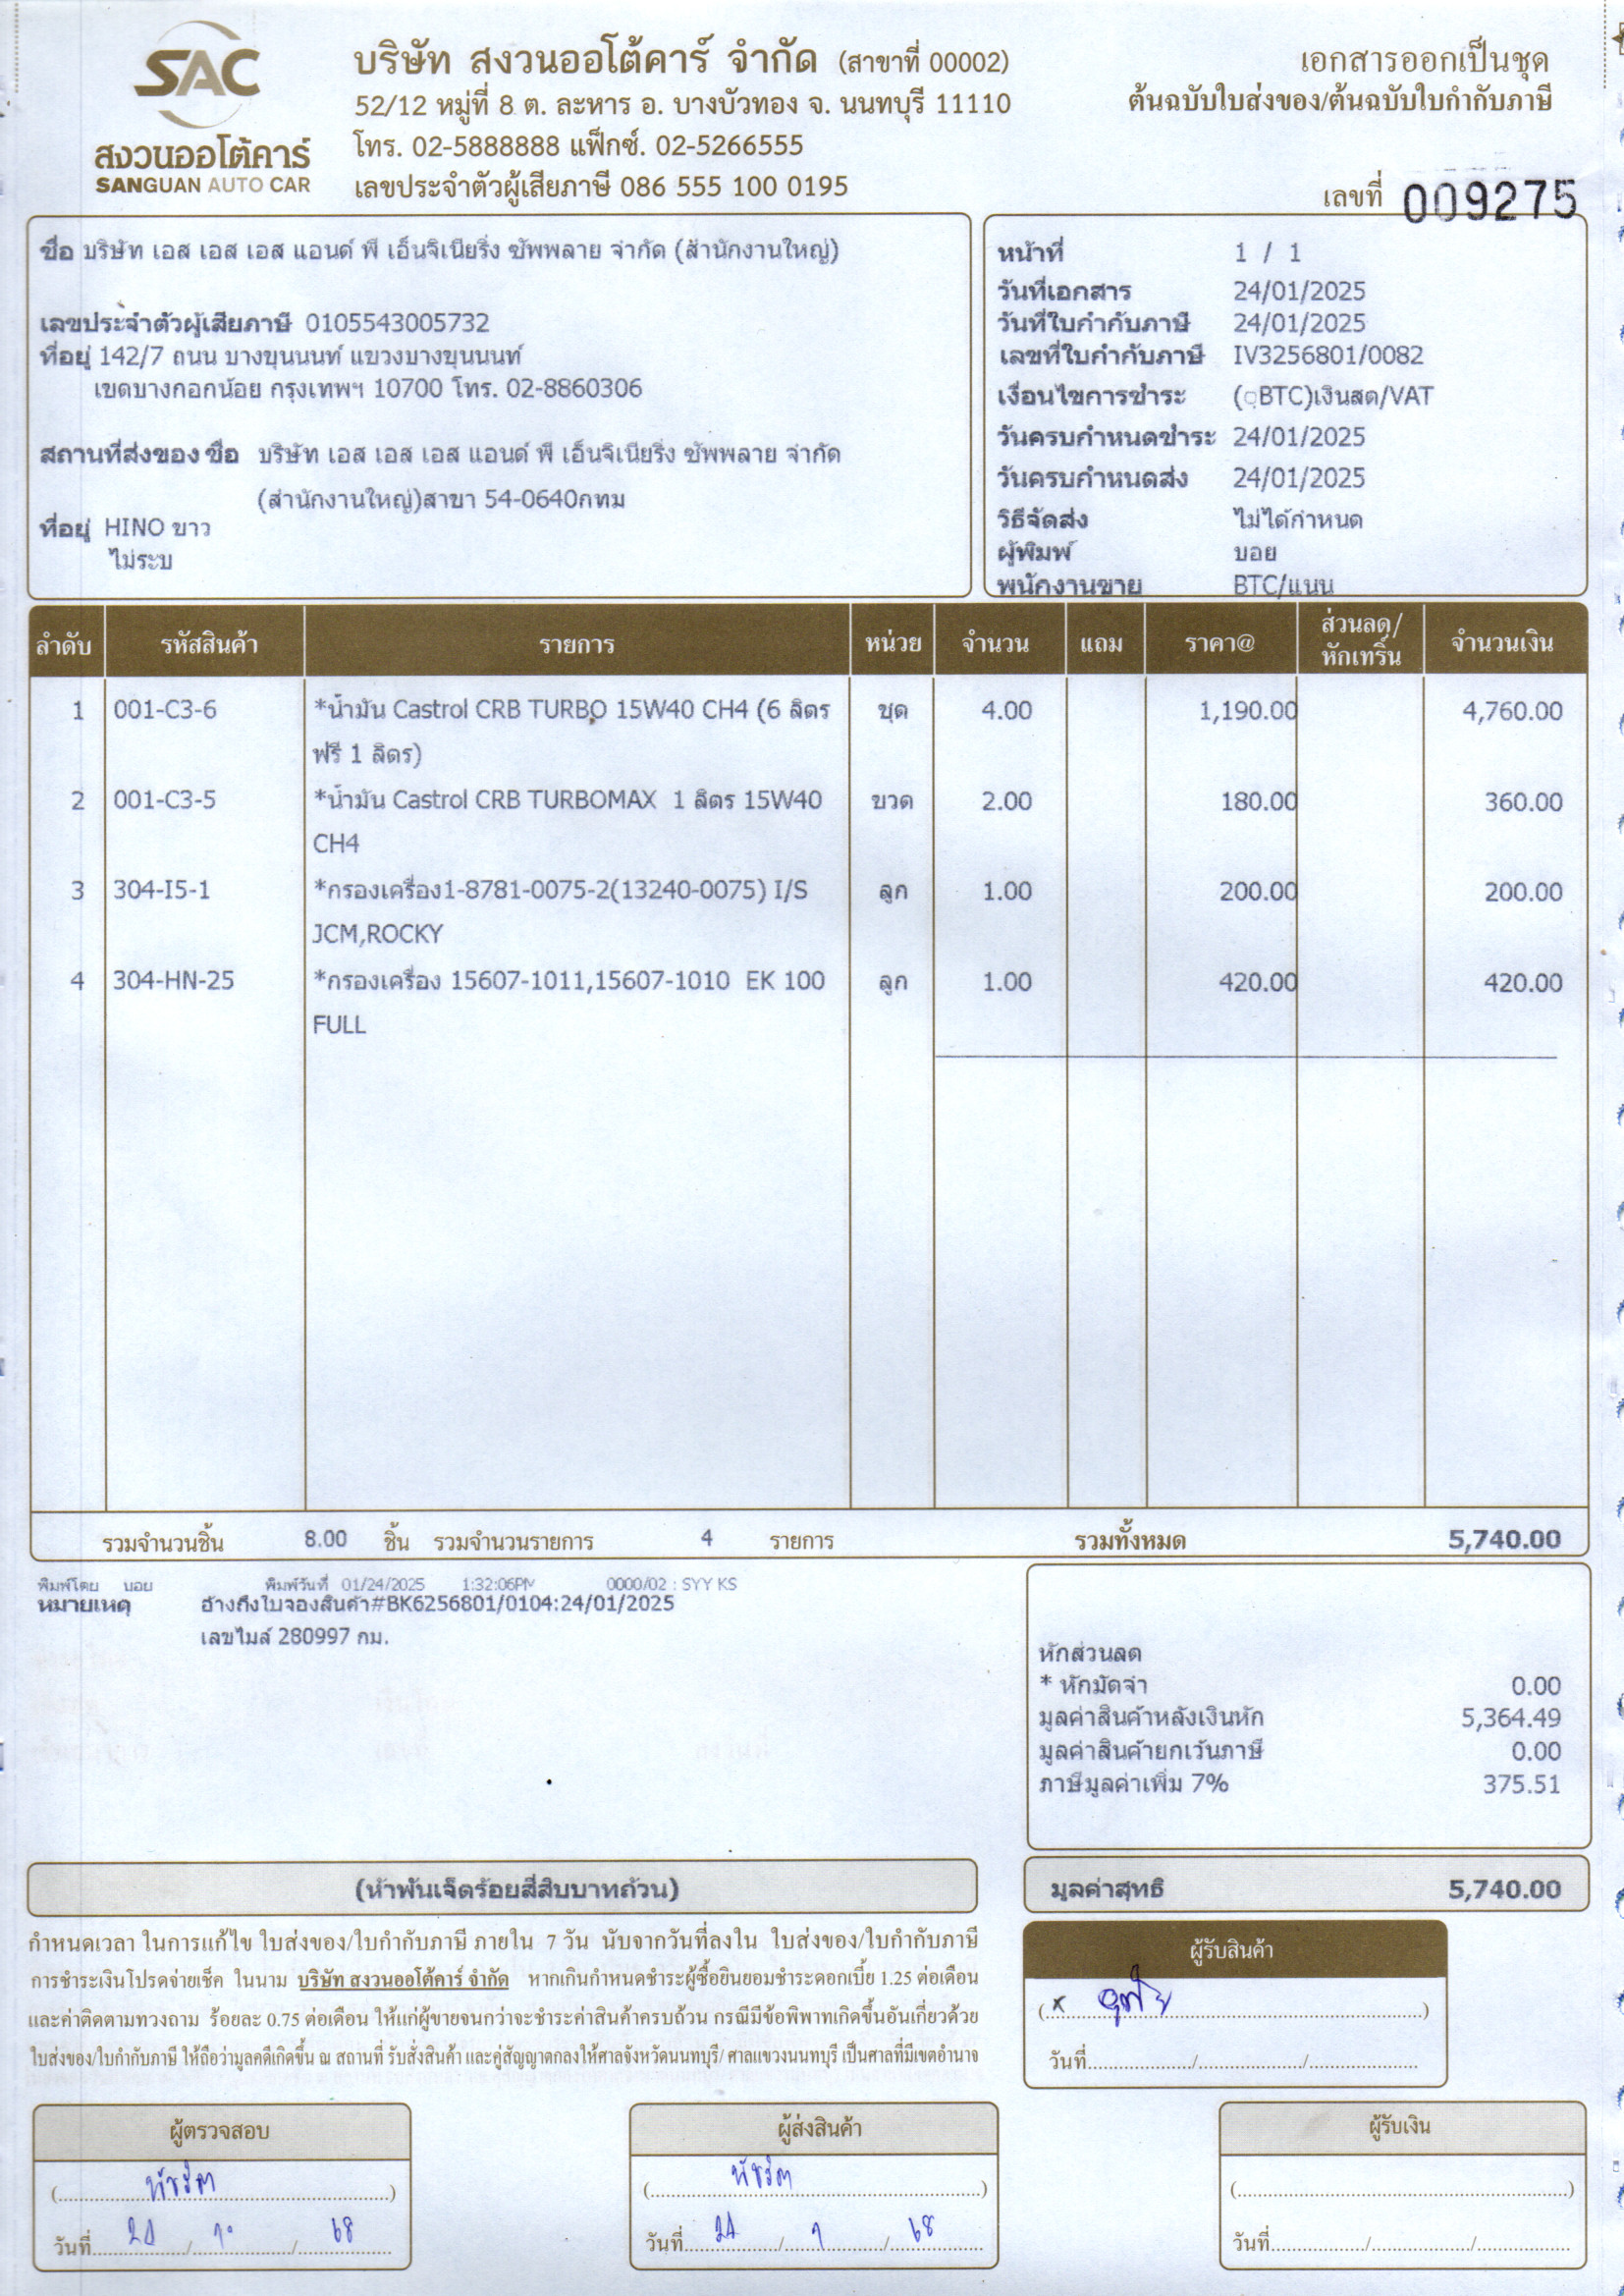 SAC
สงวนออโต้คาร์
SANGUAN AUTO CAR
บริษัท สงวนออโต้คาร์ จำกัด (สาขาที่ 00002)
52/12 หมู่ที่ 8 ต. ละหาร อ. บางบัวทอง จ. นนทบุรี 11110
โทร. 02-5888888 แฟ็กซ์. 02-5266555
เลขประจำตัวผู้เสียภาษี 086 555 100 0195
เอกสารออกเป็นชุด
ต้นฉบับใบส่งของ/ต้นฉบับใบกำกับภาษี
เลขที่ 009275
ชื่อ บริษัท เอส เอส เอส แอนด์ พี เอ็นจิเนียริ่ง ซัพพลาย จำกัด (สำนักงานใหญ่)
เลขประจำตัวผู้เสียภาษี 0105543005732
ที่อยู่ 142/7 ถนน บางขุนนนท์ แขวงบางขุนนนท์
เขตบางกอกน้อย กรุงเทพฯ 10700 โทร. 02-8860306
สถานที่ส่งของ ชื่อ บริษัท เอส เอส เอส แอนด์ พี เอ็นจิเนียริ่ง ซัพพลาย จำกัด
(สำนักงานใหญ่)สาขา 54-0640กทม
ที่อยู่ HINO ขาว
ไม่ระบ
หน้าที่ 1 / 1
วันที่เอกสาร 24/01/2025
วันที่ใบกำกับภาษี 24/01/2025
เลขที่ใบกำกับภาษี IV3256801/0082
เงื่อนไขการชำระ (BTC)เงินสด/VAT
วันครบกำหนดชำระ 24/01/2025
วันครบกำหนดส่ง 24/01/2025
วิธีจัดส่ง ไม่ได้กำหนด
ผู้พิมพ์ บอย
พนักงานขาย BTC/แนน
ลำดับ รหัสสินค้า รายการ หน่วย จำนวน แถม ราคา@ ส่วนลด/หักเทริ์น จำนวนเงิน
1 001-C3-6 *น้ำมัน Castrol CRB TURBO 15W40 CH4 (6 ลิตร ชุด 4.00 1,190.00 4,760.00
ฟรี 1 ลิตร)
2 001-C3-5 *น้ำมัน Castrol CRB TURBOMAX 1 ลิตร 15W40 ขวด 2.00 180.00 360.00
CH4
3 304-I5-1 *กรองเครื่อง1-8781-0075-2(13240-0075) I/S ลูก 1.00 200.00 200.00
JCM,ROCKY
4 304-HN-25 *กรองเครื่อง 15607-1011,15607-1010 EK 100 ลูก 1.00 420.00 420.00
FULL
รวมจำนวนชิ้น 8.00 ชิ้น รวมจำนวนรายการ 4 รายการ รวมทั้งหมด 5,740.00
พิมพ์โดย บอย พิมพ์วันที่ 01/24/2025 1:32:06PM 0000/02 : SYY KS
หมายเหตุ อ้างถึงใบจองสินค้า#BK6256801/0104:24/01/2025
เลขไมล์ 280997 กม.
หักส่วนลด
* หักมัดจำ 0.00
มูลค่าสินค้าหลังเงินหัก 5,364.49
มูลค่าสินค้ายกเว้นภาษี 0.00
ภาษีมูลค่าเพิ่ม 7% 375.51
(ห้าพันเจ็ดร้อยสี่สิบบาทถ้วน)
มูลค่าสุทธิ 5,740.00
กำหนดเวลา ในการแก้ไข ใบส่งของ/ใบกำกับภาษี ภายใน 7 วัน นับจากวันที่ลงใน ใบส่งของ/ใบกำกับภาษี
การชำระเงินโปรดจ่ายเช็ค ในนาม บริษัท สงวนออโต้คาร์ จำกัด หากเกินกำหนดชำระผู้ซื้อยินยอมชำระดอกเบี้ย 1.25 ต่อเดือน
และค่าติดตามทวงถาม ร้อยละ 0.75 ต่อเดือน ให้แก่ผู้ขายจนกว่าจะชำระค่าสินค้าครบถ้วน กรณีมีข้อพิพาทเกิดขึ้นอันเกี่ยวด้วย
ใบส่งของ/ใบกำกับภาษี ให้ถือว่ามูลคดีเกิดขึ้น ณ สถานที่ รับสั่งสินค้า และคู่สัญญาตกลงให้ศาลจังหวัดนนทบุรี/ ศาลแขวงนนทบุรี เป็นศาลที่มีเขตอำนาจ
ผู้รับสินค้า
(x)
วันที่ / /
ผู้ตรวจสอบ
วันที่ 24 / 1 / 68
ผู้ส่งสินค้า
วันที่ 24 / 1 / 68
ผู้รับเงิน
( )
วันที่ / /